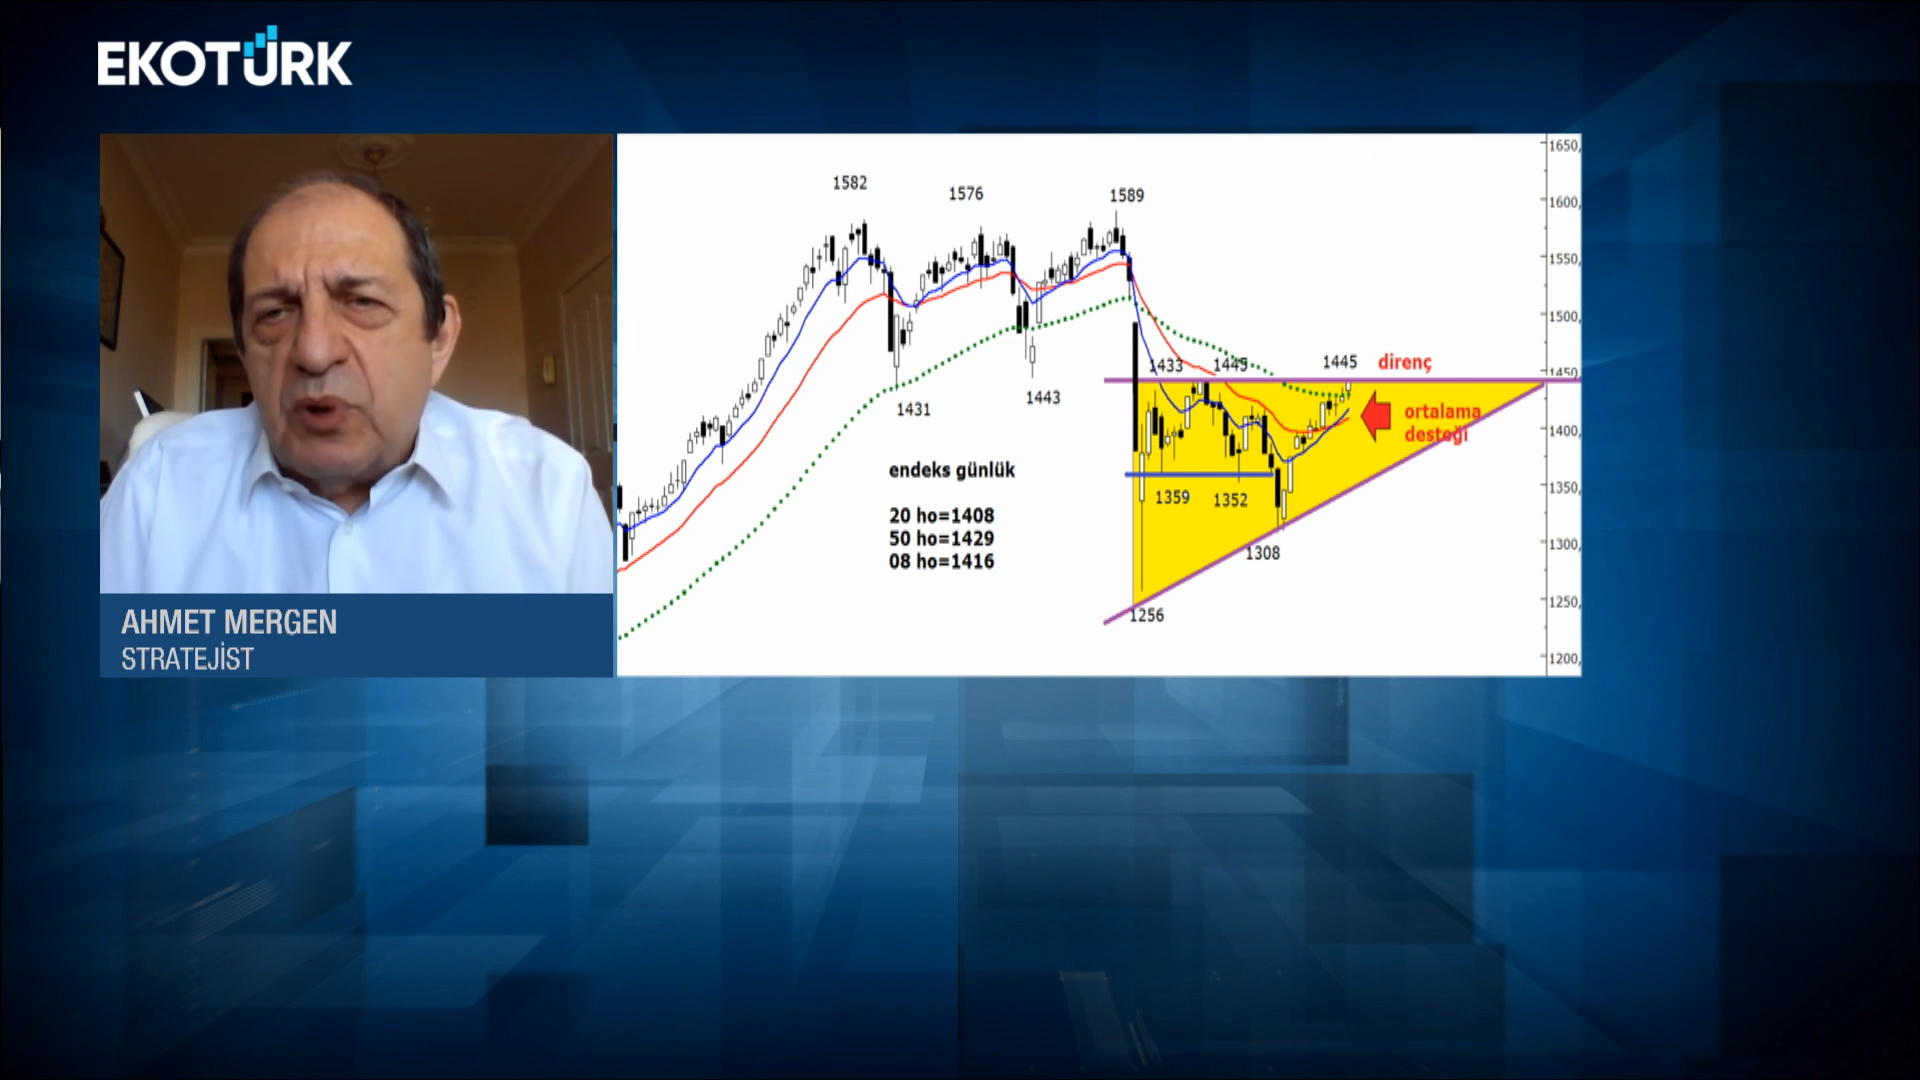 EKOTÜRK
AHMET MERGEN
STRATEJİST
1582
1576
1589
1431
1443
endeks günlük
20 ho=1408
50 ho=1429
08 ho=1416
1433
1445
1445
direnç
ortalama
desteği
1359
1352
1308
1256
1650,
1600,
1550,
1500,
1450,
1400,
1350,
1300,
1250,
1200,